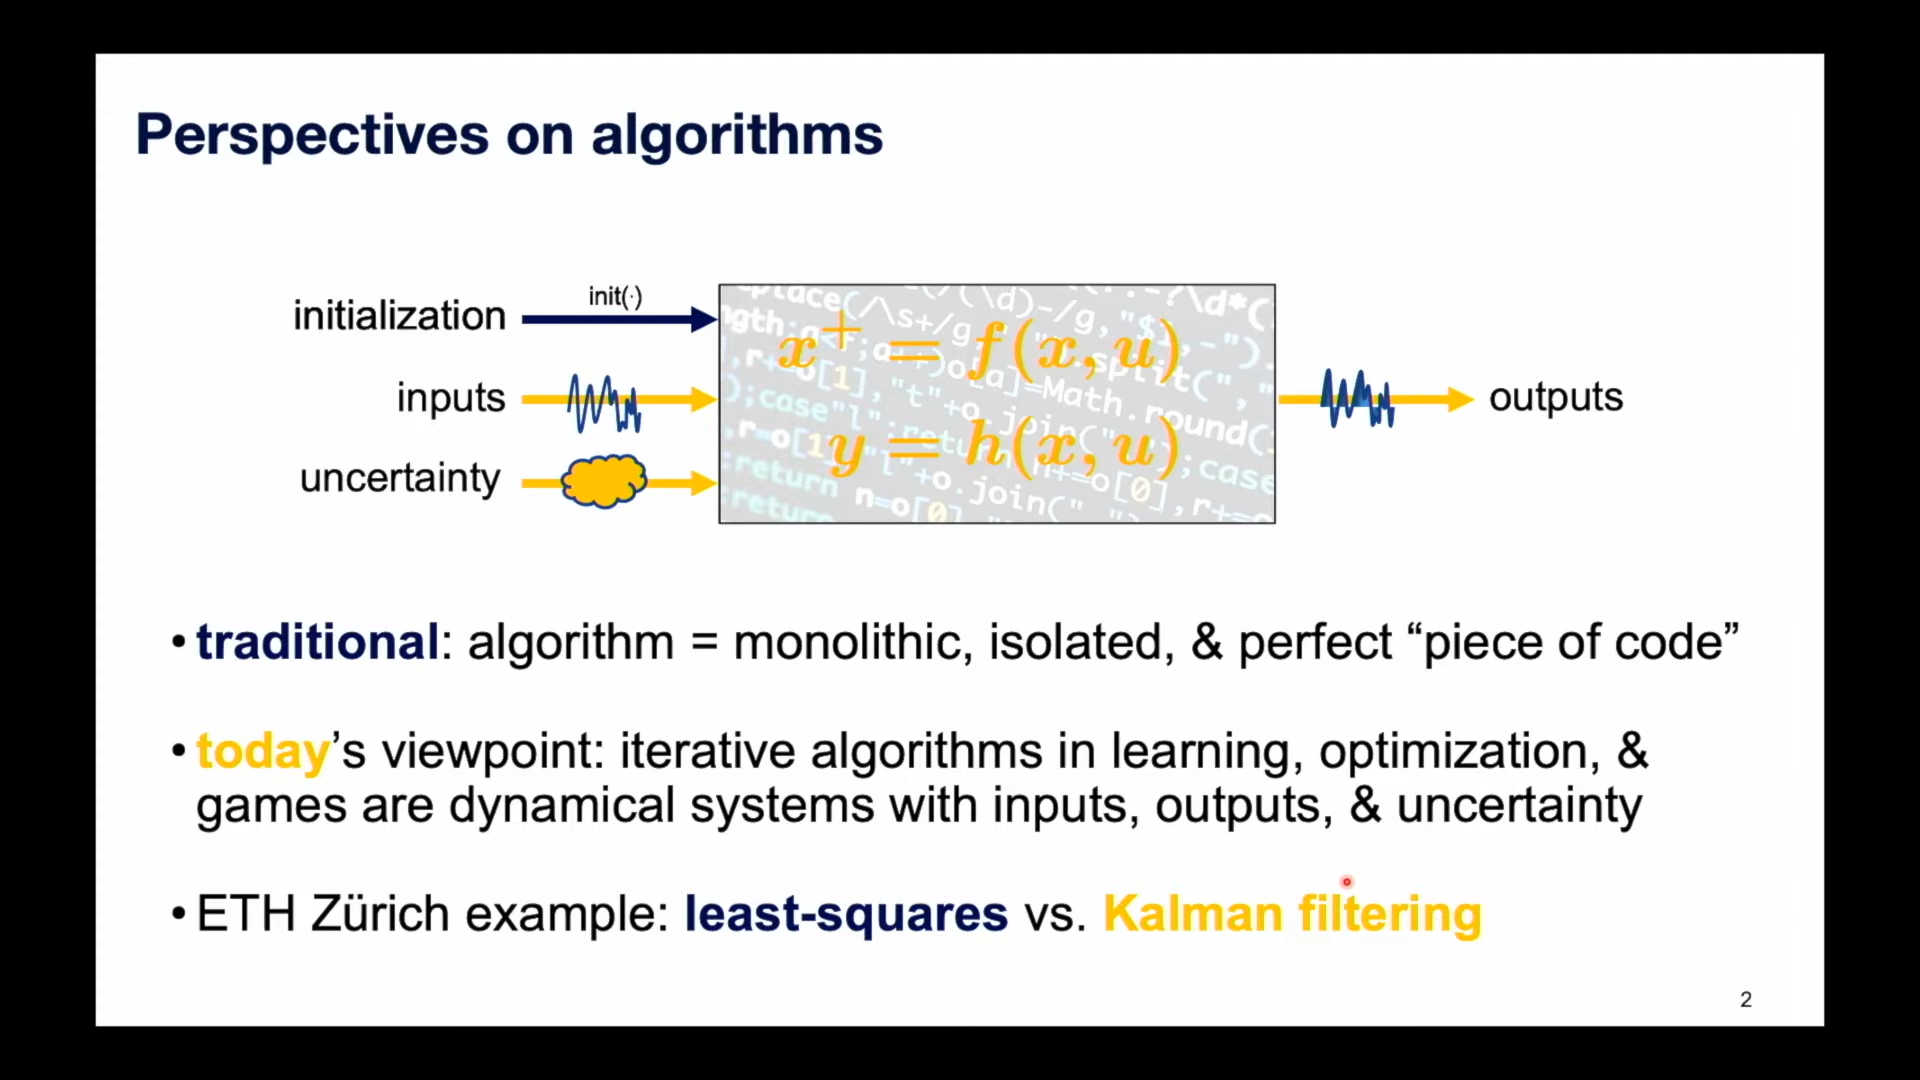 Perspectives on algorithms
initialization
init(·)
inputs
uncertainty
x⁺ = f(x, u)
y = h(x, u)
outputs
• traditional: algorithm = monolithic, isolated, & perfect “piece of code”
• today’s viewpoint: iterative algorithms in learning, optimization, &
games are dynamical systems with inputs, outputs, & uncertainty
• ETH Zürich example: least-squares vs. Kalman filtering
2